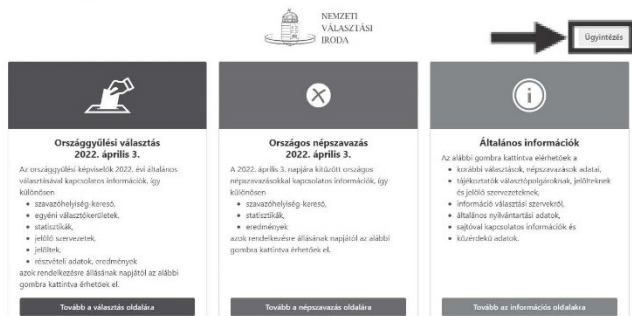 NEMZETI
VÁLASZTÁSI
IRODA
Ügyintézés
Országgyűlési választás
2022. április 3.
Az országgyűlési képviselők 2022. évi általános
választásával kapcsolatos információk, így
különösen
• szavazóhelyiség-kereső,
• egyéni választókerületek,
• statisztikák,
• jelölő szervezetek,
• jelöltek,
• részvételi adatok, eredmények
azok rendelkezésre állásának napjától az alábbi
gombra kattintva érhetőek el.
Tovább a választás oldalára
Országos népszavazás
2022. április 3.
A 2022. április 3. napjára kitűzött országos
népszavazásokkal kapcsolatos információk, így
különösen
• szavazóhelyiség-kereső,
• statisztikák,
• eredmények
azok rendelkezésre állásának napjától az alábbi
gombra kattintva érhetőek el.
Tovább a népszavazás oldalára
Általános információk
Az alábbi gombra kattintva elérhetőek a
• korábbi választások, népszavazások adatai,
• tájékoztatók választópolgároknak, jelölteknek
és jelölő szervezeteknek,
• információ választási szervekről,
• általános nyilvántartási adatok,
• sajtóval kapcsolatos információk és
• közérdekű adatok.
Tovább az információs oldalakra